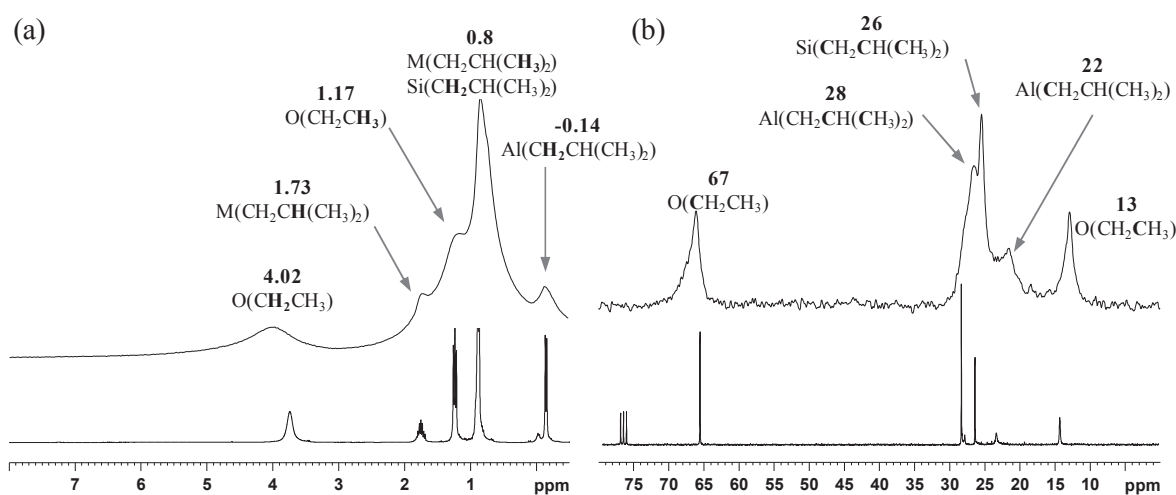 (a)
0.8
M(CH2CH(CH3)2)
Si(CH2CH(CH3)2)
1.17
O(CH2CH3)
-0.14
Al(CH2CH(CH3)2)
1.73
M(CH2CH(CH3)2)
4.02
O(CH2CH3)
7 6 5 4 3 2 1 ppm
(b)
26
Si(CH2CH(CH3)2)
22
Al(CH2CH(CH3)2)
28
Al(CH2CH(CH3)2)
67
O(CH2CH3)
13
O(CH2CH3)
75 70 65 60 55 50 45 40 35 30 25 20 15 10 ppm